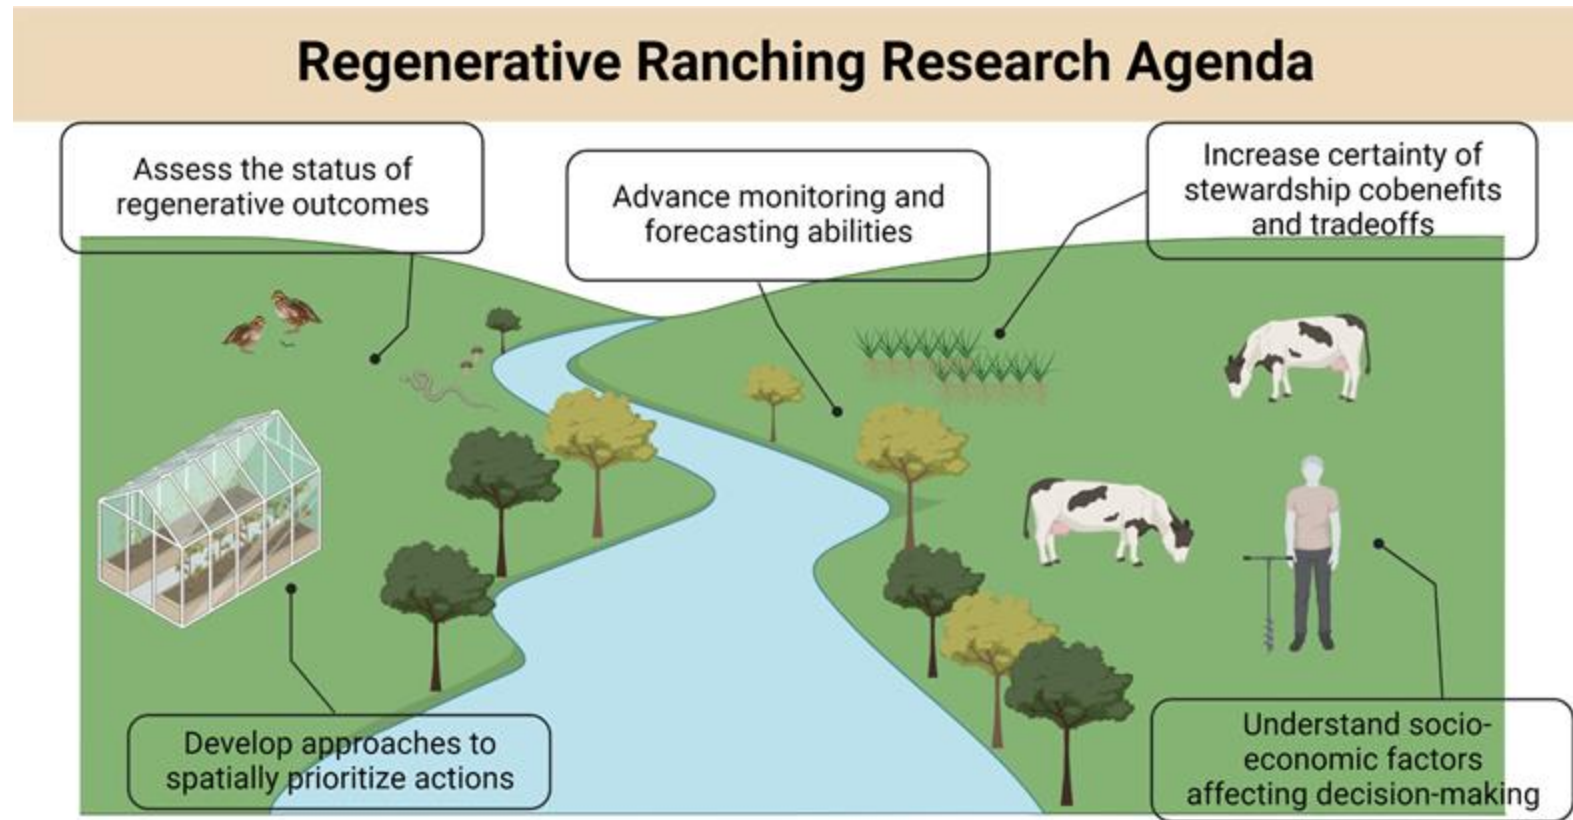 Regenerative Ranching Research Agenda
Assess the status of
regenerative outcomes
Advance monitoring and
forecasting abilities
Increase certainty of
stewardship cobenefits
and tradeoffs
Develop approaches to
spatially prioritize actions
Understand socio-
economic factors
affecting decision-making